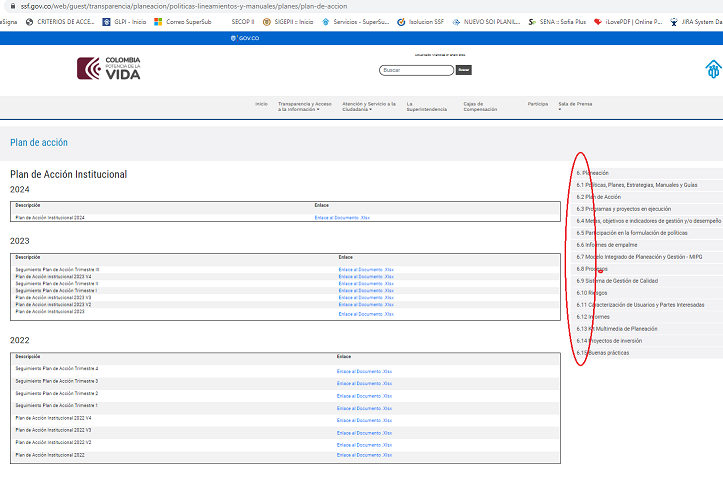 ssf.gov.co/web/guest/transparencia/planeacion/politicas-lineamientos-y-manuales/planes/plan-de-accion
eSigna
CRITERIOS DE ACCE...
GLPI - Inicio
Correo SuperSub
SECOP II
SIGEPII :: Inicio
Servicios - SuperSu...
Isolucion SSF
NUEVO SOI PLANIL...
SENA :: Sofia Plus
iLovePDF | Online P...
JIRA System Da
GOV.CO
COLOMBIA
POTENCIA DE LA
VIDA
Buscar
Buscar
Inicio
Transparencia y Acceso
a la Información
Atención y Servicio a la
Ciudadanía
La
Superintendencia
Cajas de
Compensación
Participa
Sala de Prensa
Plan de acción
Plan de Acción Institucional
2024
Descripción Enlace
Plan de Acción Institucional 2024 Enlace al Documento .Xlsx
2023
Descripción Enlace
Seguimiento Plan de Acción Trimestre III Enlace al Documento .Xlsx
Plan de Acción Institucional 2023 V4 Enlace al Documento .Xlsx
Seguimiento Plan de Acción Trimestre II Enlace al Documento .Xlsx
Seguimiento Plan de Acción Trimestre I Enlace al Documento .Xlsx
Plan de Acción Institucional 2023 V3 Enlace al Documento .Xlsx
Plan de Acción Institucional 2023 V2 Enlace al Documento .Xlsx
Plan de Acción Institucional 2023 Enlace al Documento .Xlsx
2022
Descripción Enlace
Seguimiento Plan de Acción Trimestre 4 Enlace al Documento .Xlsx
Seguimiento Plan de Acción Trimestre 3 Enlace al Documento .Xlsx
Seguimiento Plan de Acción Trimestre 2 Enlace al Documento .Xlsx
Seguimiento Plan de Acción Trimestre 1 Enlace al Documento .Xlsx
Plan de Acción Institucional 2022 V4 Enlace al Documento .Xlsx
Plan de Acción Institucional 2022 V3 Enlace al Documento .Xlsx
Plan de Acción Institucional 2022 V2 Enlace al Documento .Xlsx
Plan de Acción Institucional 2022 Enlace al Documento .Xlsx
6. Planeación
6.1 Políticas, Planes, Estrategias, Manuales y Guías
6.2 Plan de Acción
6.3 Programas y proyectos en ejecución
6.4 Metas, objetivos e indicadores de gestión y/o desempeño
6.5 Participación en la formulación de políticas
6.6 Informes de empalme
6.7 Modelo Integrado de Planeación y Gestión - MIPG
6.8 Procesos
6.9 Sistema de Gestión de Calidad
6.10 Riesgos
6.11 Caracterización de Usuarios y Partes Interesadas
6.12 Informes
6.13 Kit Multimedia de Planeación
6.14 Proyectos de inversión
6.15 Buenas prácticas